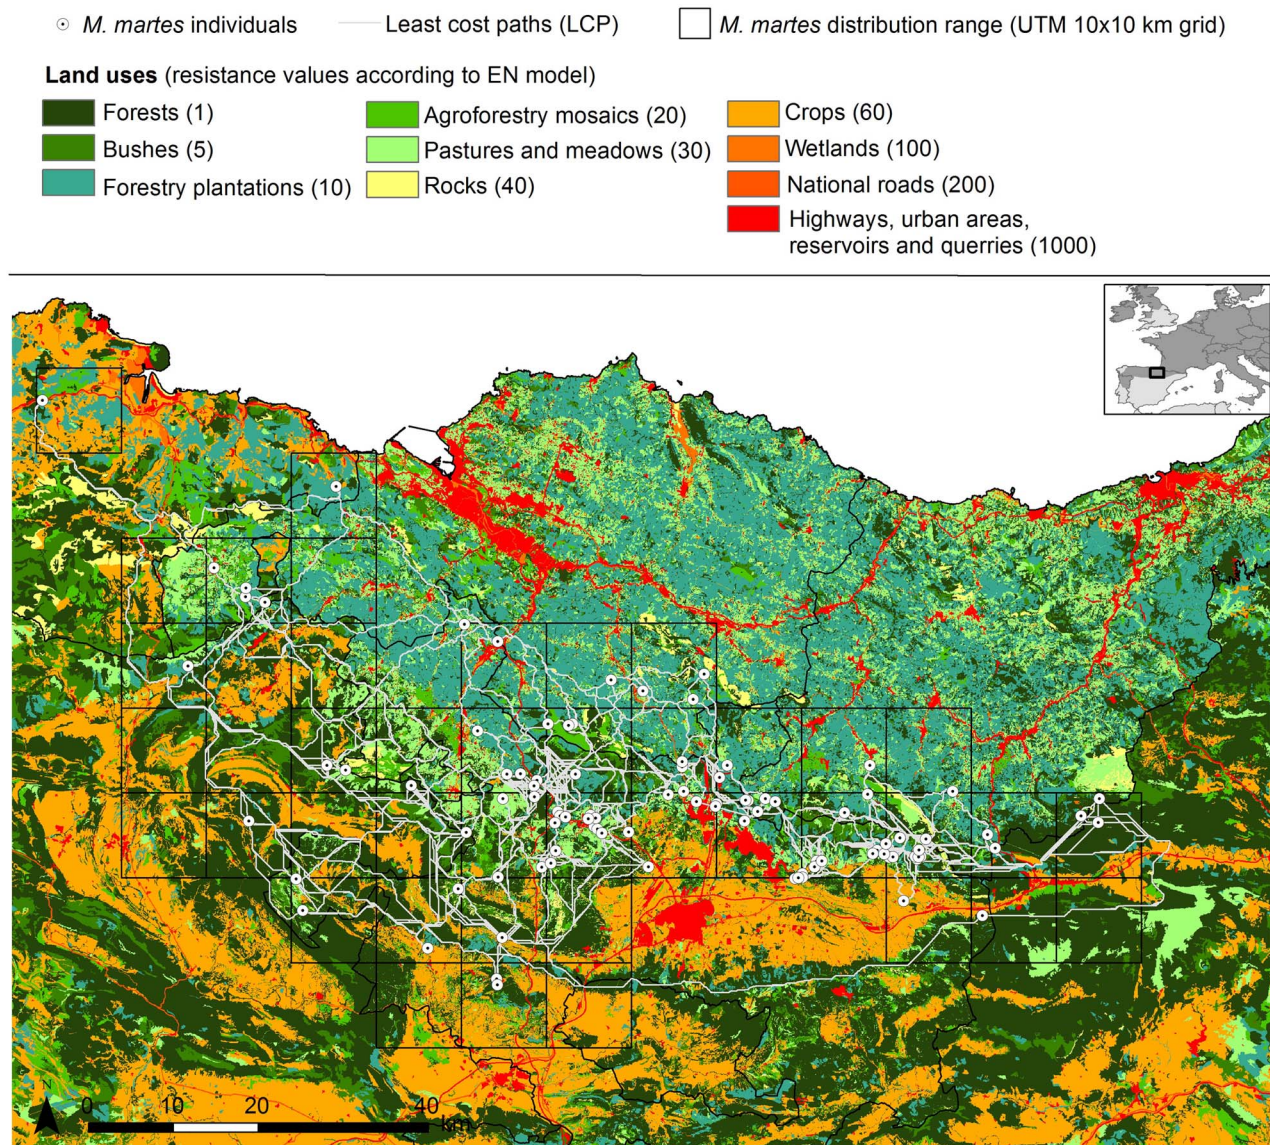 M. martes individuals
Least cost paths (LCP)
M. martes distribution range (UTM 10x10 km grid)
Land uses (resistance values according to EN model)
Forests (1)
Agroforestry mosaics (20)
Crops (60)
Bushes (5)
Pastures and meadows (30)
Wetlands (100)
Forestry plantations (10)
Rocks (40)
National roads (200)
Highways, urban areas,
reservoirs and querries (1000)
N
0 10 20 40
km